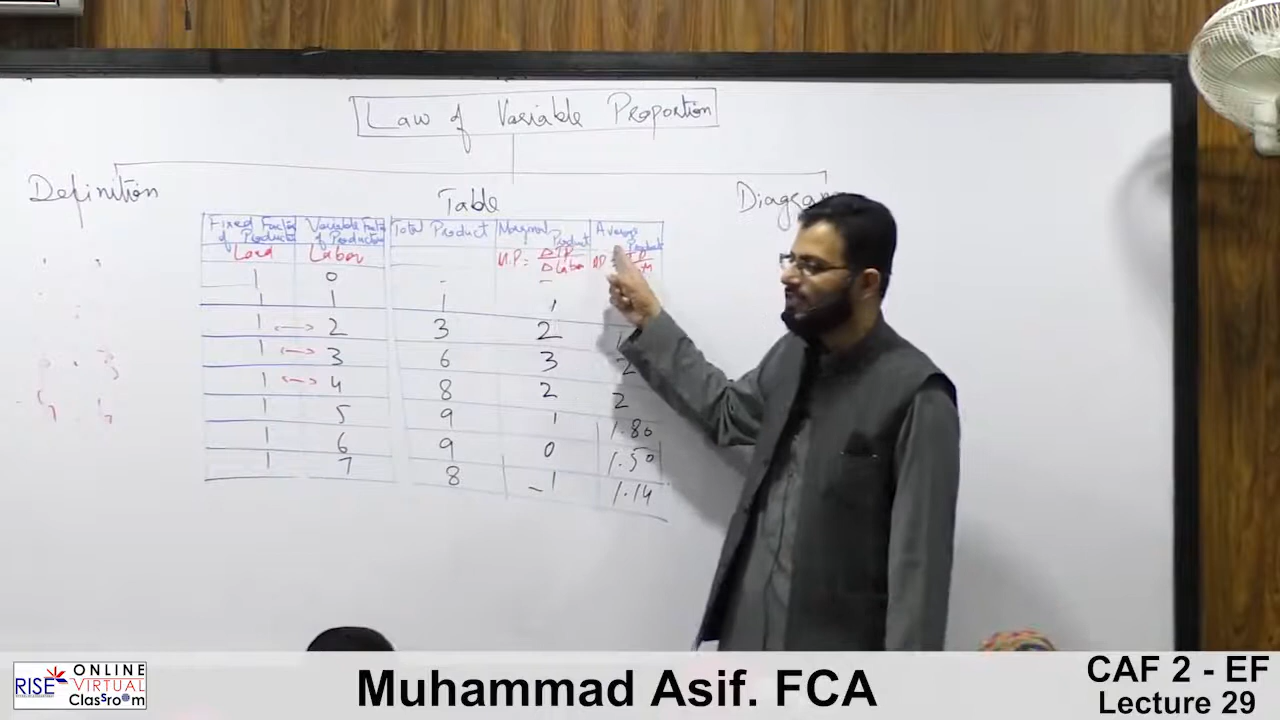 Law of Variable Proportion
Definition
Table
Fixed Factor of Production Variable Factor of Production Total Product Marginal Product Average Product
Land Labor M.P = ΔTP / ΔLabor
1 0 - -
1 1 1 1
1 2 3 2
1 3 6 3 2
1 4 8 2 2
1 5 9 1 1.80
1 6 9 0 1.50
1 7 8 -1 1.14
RISE ONLINE VIRTUAL Classroom
Muhammad Asif. FCA
CAF 2 - EF
Lecture 29